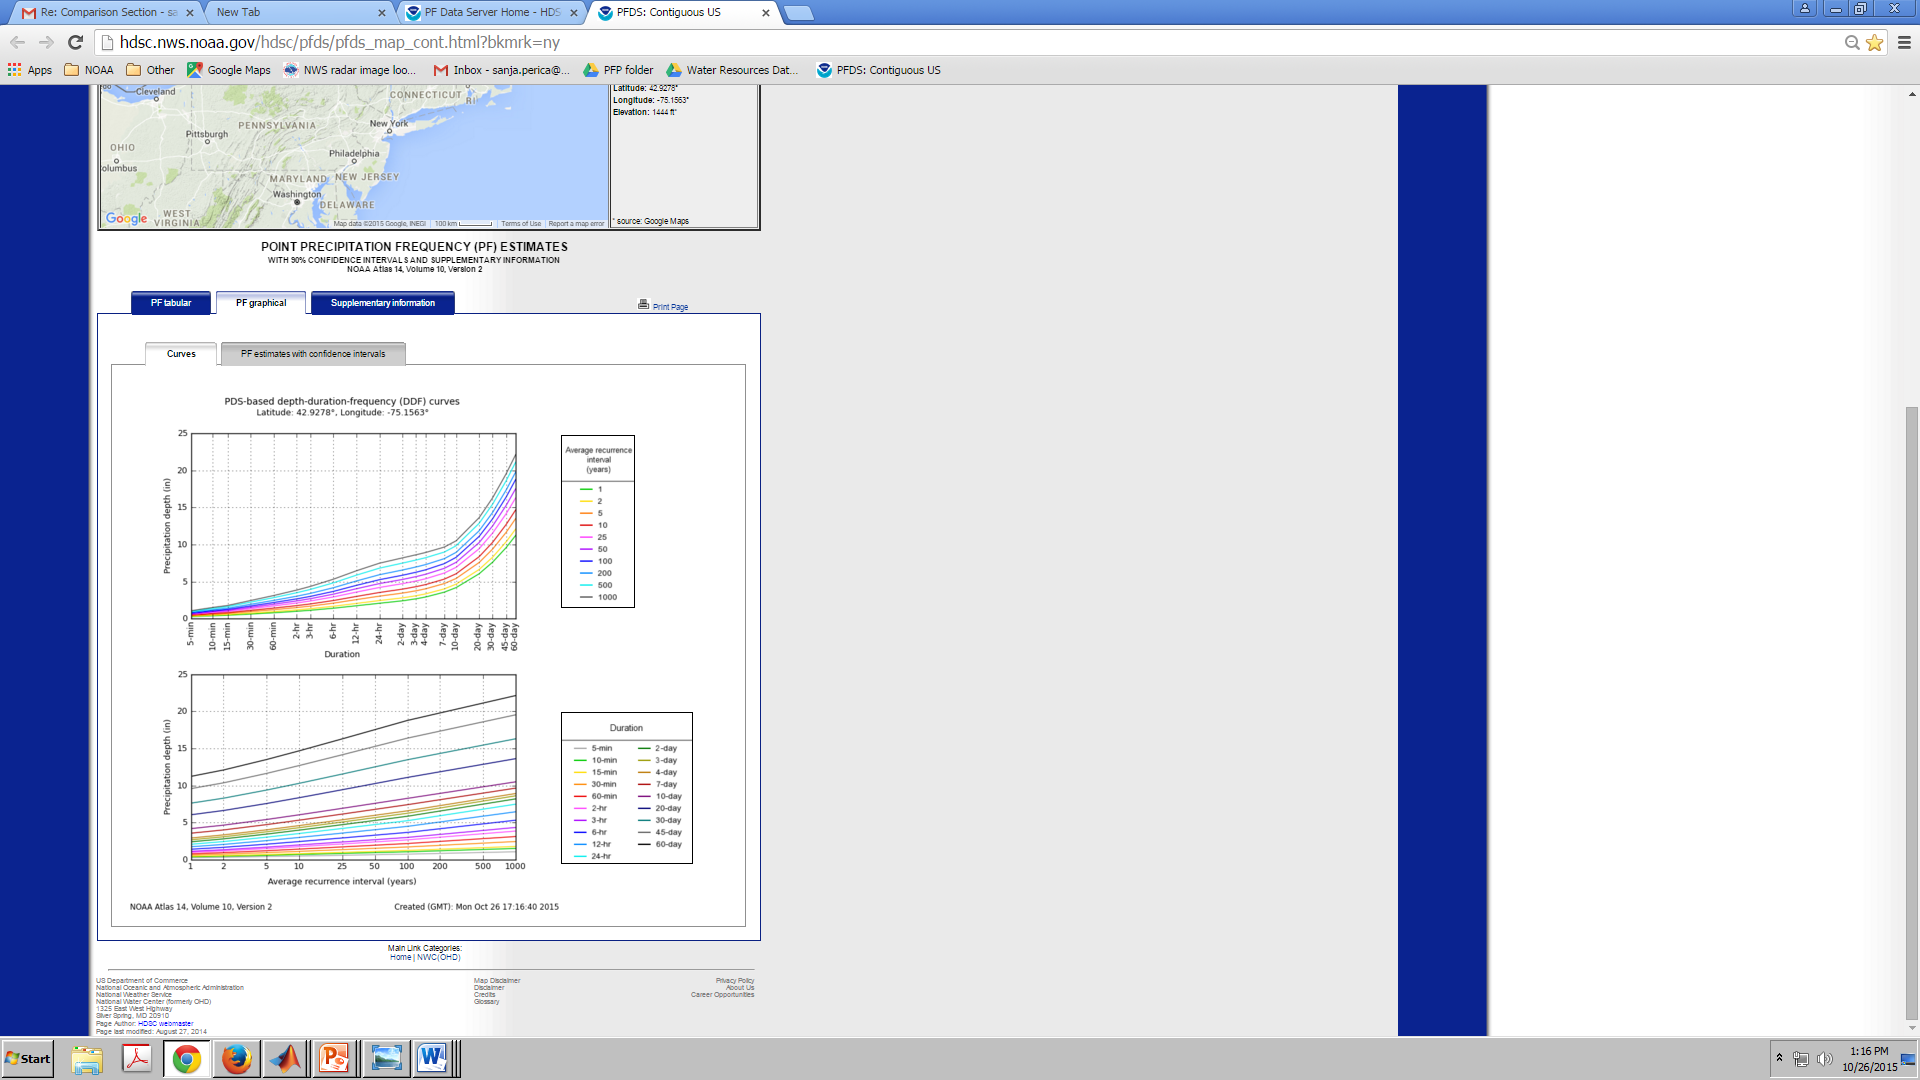 Re: Comparison Section - sa
New Tab
PF Data Server Home - HDS
PFDS: Contiguous US
hdsc.nws.noaa.gov/hdsc/pfds/pfds_map_cont.html?bkmrk=ny
Apps
NOAA
Other
Google Maps
NWS radar image loo...
Inbox - sanja.perica@...
PFP folder
Water Resources Dat...
PFDS: Contiguous US
Cleveland
CONNECTICUT
RI
PENNSYLVANIA
New York
Pittsburgh
OHIO
Philadelphia
olumbus
MARYLAND
NEW JERSEY
Washington
DELAWARE
WEST
VIRGINIA
Google
Map data ©2015 Google, INEGI
100 km
Terms of Use
Report a map error
Latitude: 42.9278°
Longitude: -75.1563°
Elevation: 1444 ft*
* source: Google Maps
POINT PRECIPITATION FREQUENCY (PF) ESTIMATES
WITH 90% CONFIDENCE INTERVALS AND SUPPLEMENTARY INFORMATION
NOAA Atlas 14, Volume 10, Version 2
PF tabular
PF graphical
Supplementary information
Print Page
Curves
PF estimates with confidence intervals
PDS-based depth-duration-frequency (DDF) curves
Latitude: 42.9278°, Longitude: -75.1563°
Precipitation depth (in)
25
20
15
10
5
0
5-min
10-min
15-min
30-min
60-min
2-hr
3-hr
6-hr
12-hr
24-hr
2-day
3-day
4-day
7-day
10-day
20-day
30-day
45-day
60-day
Duration
Average recurrence
interval
(years)
1
2
5
10
25
50
100
200
500
1000
Precipitation depth (in)
25
20
15
10
5
0
1 2 5 10 25 50 100 200 500 1000
Average recurrence interval (years)
Duration
5-min 2-day
10-min 3-day
15-min 4-day
30-min 7-day
60-min 10-day
2-hr 20-day
3-hr 30-day
6-hr 45-day
12-hr 60-day
24-hr
NOAA Atlas 14, Volume 10, Version 2
Created (GMT): Mon Oct 26 17:16:40 2015
Main Link Categories:
Home | NWC(OHD)
US Department of Commerce
National Oceanic and Atmospheric Administration
National Weather Service
National Water Center (formerly OHD)
1325 East West Highway
Silver Spring, MD 20910
Page Author: HDSC webmaster
Page last modified: August 27, 2014
Map Disclaimer
Disclaimer
Credits
Glossary
Privacy Policy
About Us
Career Opportunities
Start
1:16 PM
10/26/2015